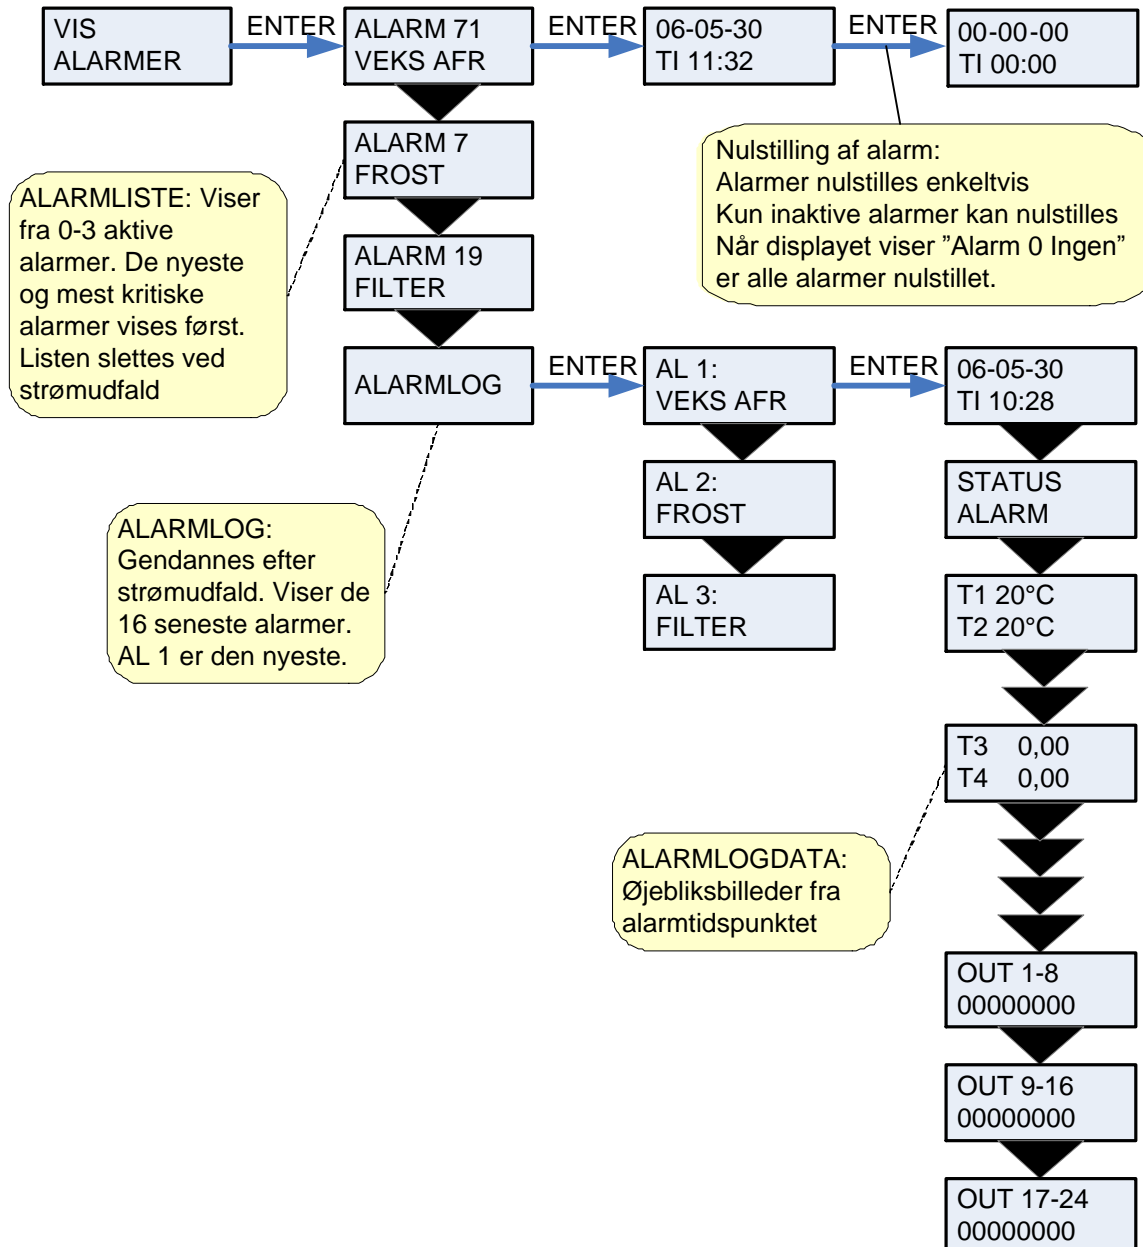 VIS
ALARMER
ENTER
ALARM 71
VEKS AFR
ENTER
06-05-30
TI 11:32
ENTER
00-00-00
TI 00:00
ALARM 7
FROST
Nulstilling af alarm:
Alarmer nulstilles enkeltvis
Kun inaktive alarmer kan nulstilles
Når displayet viser ”Alarm 0 Ingen”
er alle alarmer nulstillet.
ALARMLISTE: Viser
fra 0-3 aktive
alarmer. De nyeste
og mest kritiske
alarmer vises først.
Listen slettes ved
strømudfald
ALARM 19
FILTER
ALARMLOG
ENTER
AL 1:
VEKS AFR
ENTER
06-05-30
TI 10:28
AL 2:
FROST
STATUS
ALARM
ALARMLOG:
Gendannes efter
strømudfald. Viser de
16 seneste alarmer.
AL 1 er den nyeste.
AL 3:
FILTER
T1 20°C
T2 20°C
T3 0,00
T4 0,00
ALARMLOGDATA:
Øjebliksbilleder fra
alarmtidspunktet
OUT 1-8
00000000
OUT 9-16
00000000
OUT 17-24
00000000